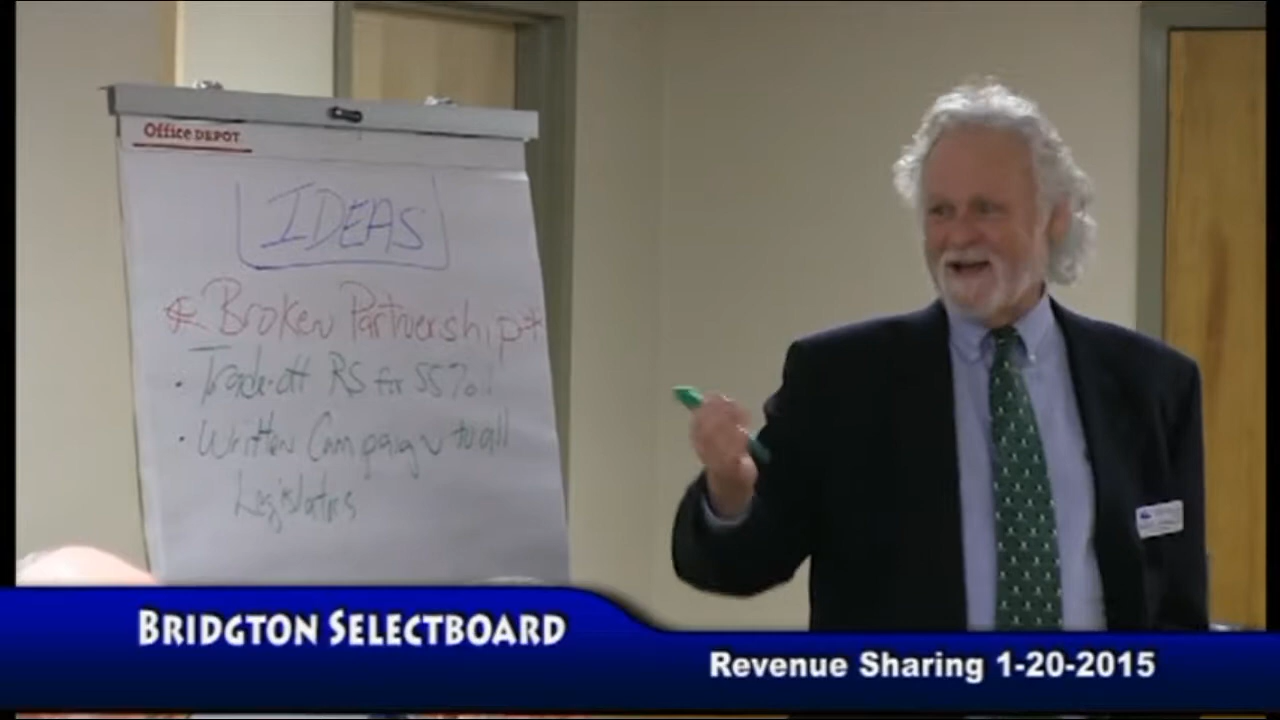 Office DEPOT
IDEAS
* Broken Partnership *
• Trade-off RS for 55%!
• Written Campaign to all
Legislators
BRIDGTON SELECTBOARD
Revenue Sharing 1-20-2015